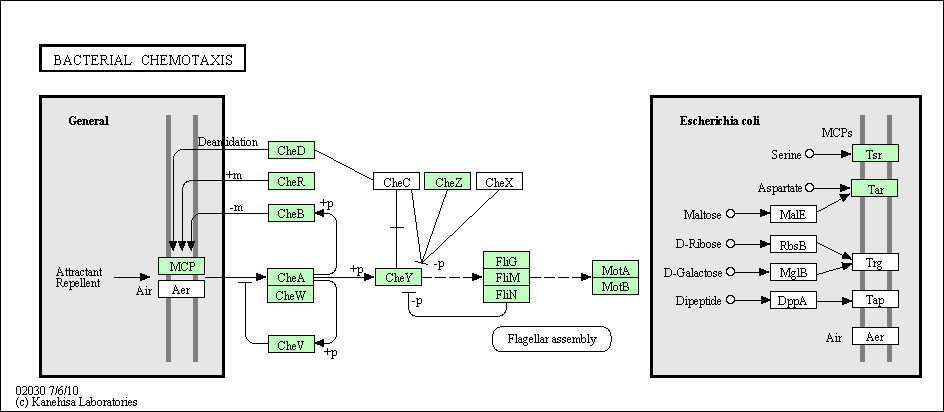 BACTERIAL CHEMOTAXIS
General
Deamidation
CheD
+m
CheR
-m
CheB
+p
CheC
CheZ
CheX
MCP
Attractant
Repellent
Air
Aer
CheA
CheW
+p
CheY
-p
-p
FliG
FliM
FliN
MotA
MotB
CheV
+p
Flagellar assembly
Escherichia coli
MCPs
Serine
Tsr
Aspartate
Tar
Maltose
MalE
D-Ribose
RbsB
Trg
D-Galactose
MglB
Dipeptide
DppA
Tap
Air
Aer
02030 7/6/10
(c) Kanehisa Laboratories